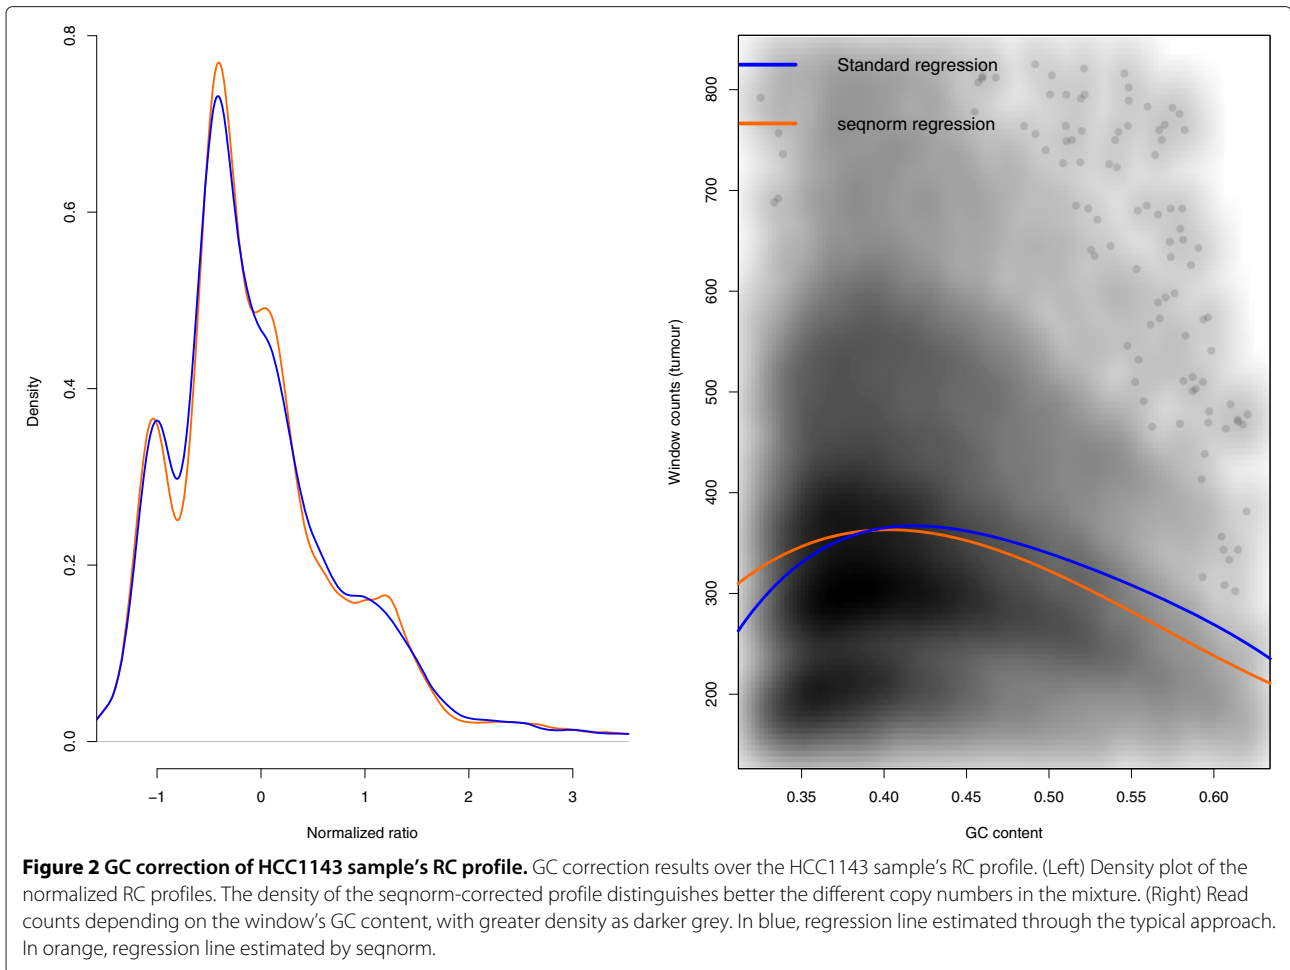 0.8
0.6
0.4
0.2
0.0
Density
−1 0 1 2 3
Normalized ratio
Standard regression
seqnorm regression
800
700
600
500
400
300
200
Window counts (tumour)
0.35 0.40 0.45 0.50 0.55 0.60
GC content
Figure 2 GC correction of HCC1143 sample's RC profile. GC correction results over the HCC1143 sample's RC profile. (Left) Density plot of the
normalized RC profiles. The density of the seqnorm-corrected profile distinguishes better the different copy numbers in the mixture. (Right) Read
counts depending on the window's GC content, with greater density as darker grey. In blue, regression line estimated through the typical approach.
In orange, regression line estimated by seqnorm.